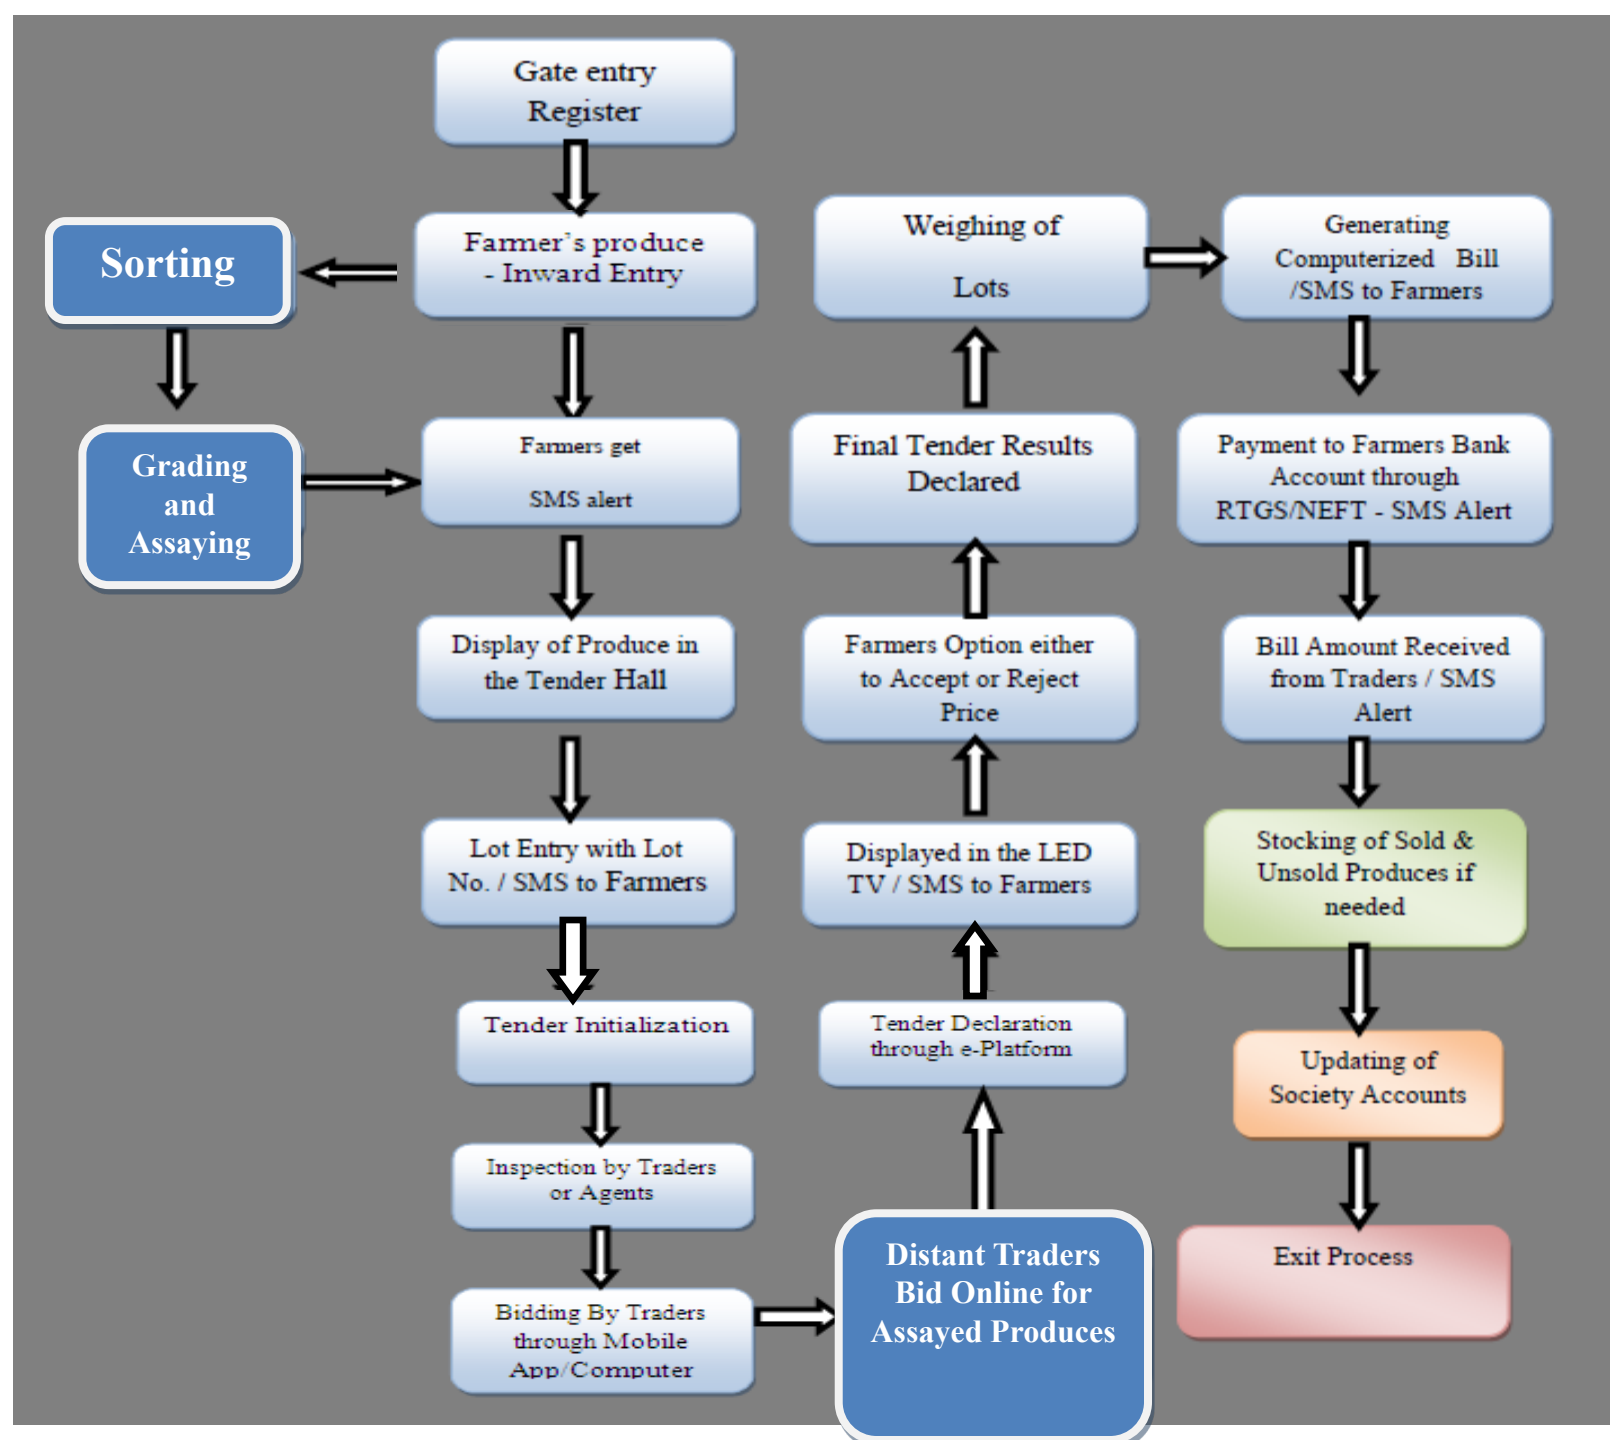 Gate entry
Register
Farmer's produce
- Inward Entry
Sorting
Grading
and
Assaying
Farmers get
SMS alert
Display of Produce in
the Tender Hall
Lot Entry with Lot
No. / SMS to Farmers
Tender Initialization
Inspection by Traders
or Agents
Bidding By Traders
through Mobile
App/Computer
Distant Traders
Bid Online for
Assayed Produces
Tender Declaration
through e-Platform
Displayed in the LED
TV / SMS to Farmers
Farmers Option either
to Accept or Reject
Price
Final Tender Results
Declared
Weighing of
Lots
Generating
Computerized Bill
/SMS to Farmers
Payment to Farmers Bank
Account through
RTGS/NEFT - SMS Alert
Bill Amount Received
from Traders / SMS
Alert
Stocking of Sold &
Unsold Produces if
needed
Updating of
Society Accounts
Exit Process